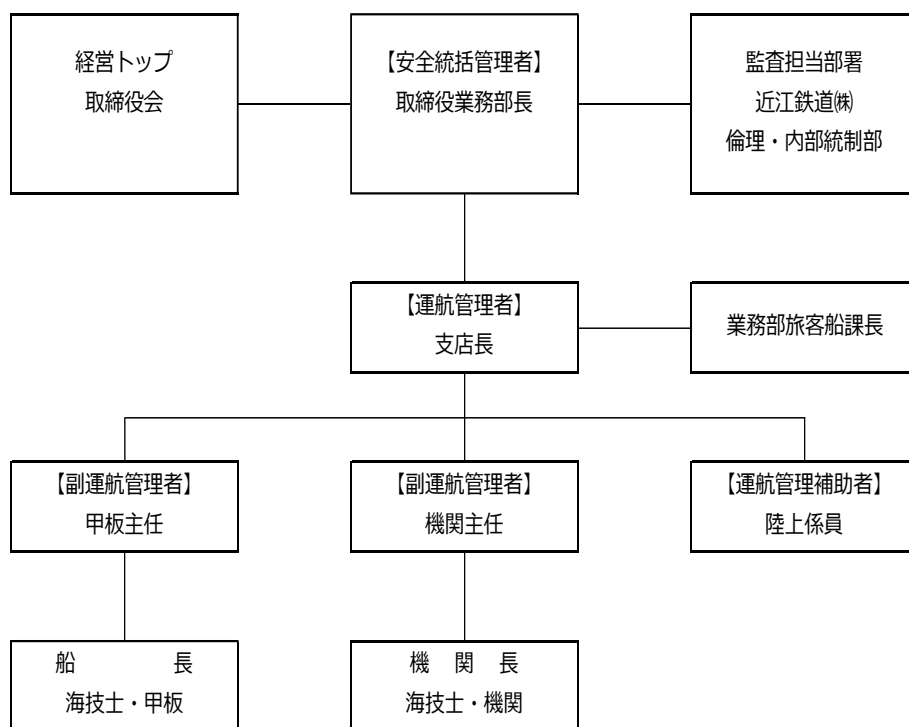 経営トップ
取締役会
【安全統括管理者】
取締役業務部長
監査担当部署
近江鉄道㈱
倫理・内部統制部
【運航管理者】
支店長
業務部旅客船課長
【副運航管理者】
甲板主任
【副運航管理者】
機関主任
【運航管理補助者】
陸上係員
船　　　　長
海技士・甲板
機　関　長
海技士・機関